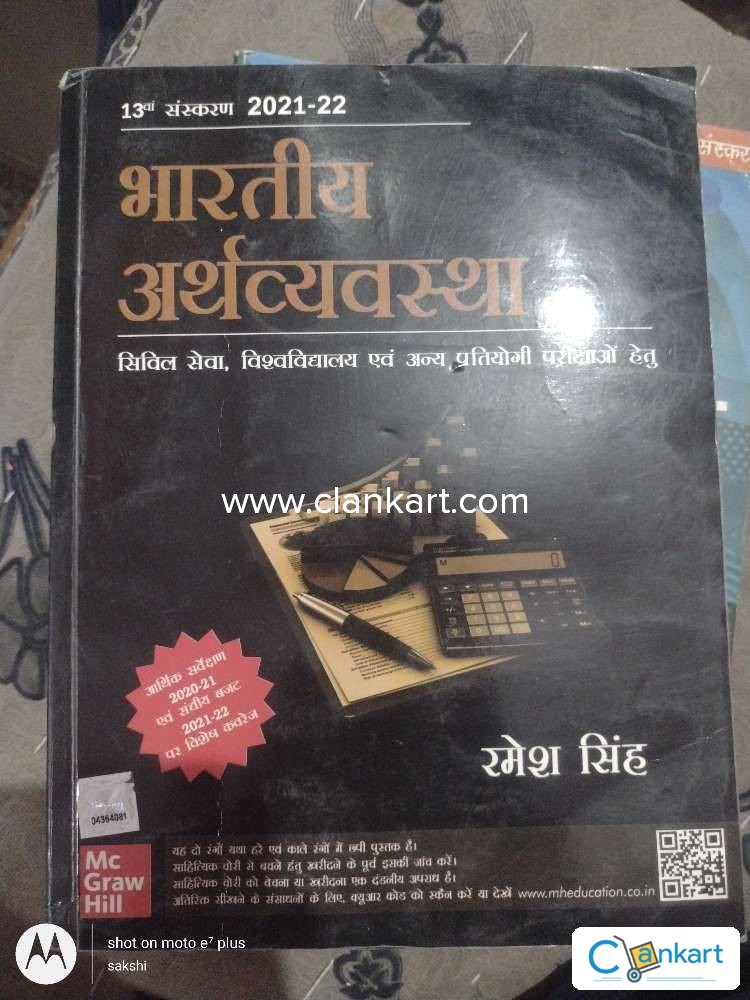 13वां संस्करण 2021-22
संस्कर
भारतीय
अर्थव्यवस्था
सिविल सेवा, विश्वविद्यालय एवं अन्य प्रतियोगी परीक्षाओं हेतु
www.clankart.com
M 0
आर्थिक सर्वेक्षण
2020-21
एवं संघीय बजट
2021-22
पर विशेष कवरेज
रमेश सिंह
04364081
Mc
Graw
Hill
यह दो रंगों यथा हरे एवं काले रंगों में छपी पुस्तक है।
साहित्यिक चोरी से बचने हेतु खरीदने के पूर्व इसकी जांच करें।
साहित्यिक चोरी को बेचना या खरीदना एक दंडनीय अपराध है।
अतिरिक्त सीखने के संसाधनों के लिए, क्यूआर कोड को स्कैन करें या देखें www.mheducation.co.in
shot on moto e⁷ plus
sakshi
Clankart